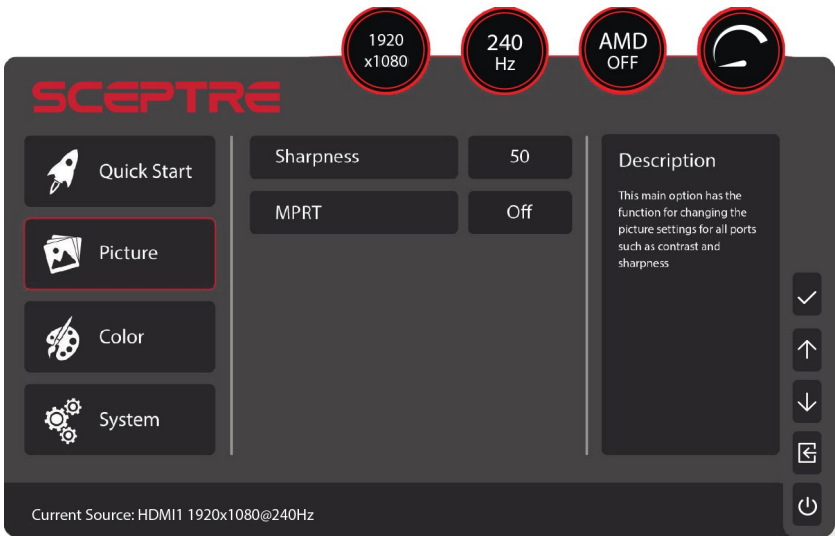 1920
x1080
240
Hz
AMD
OFF
SCEPTRE
Quick Start
Picture
Color
System
Sharpness
50
MPRT
Off
Description
This main option has the
function for changing the
picture settings for all ports
such as contrast and
sharpness
Current Source: HDMI1 1920x1080@240Hz